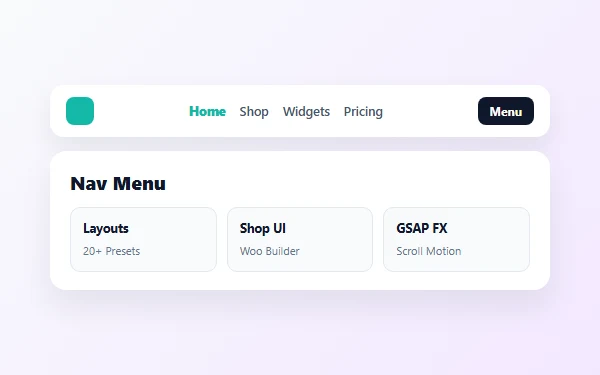 Home Shop Widgets Pricing Menu
Nav Menu
Layouts
20+ Presets
Shop UI
Woo Builder
GSAP FX
Scroll Motion